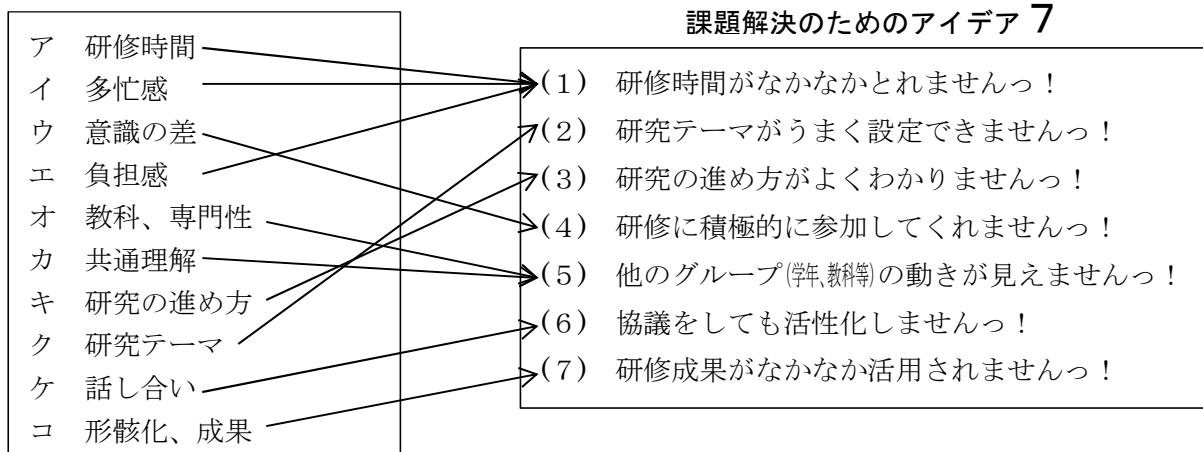 課題解決のためのアイデア 7
ア 研修時間
イ 多忙感
ウ 意識の差
エ 負担感
オ 教科、専門性
カ 共通理解
キ 研究の進め方
ク 研究テーマ
ケ 話し合い
コ 形骸化、成果
(1) 研修時間がなかなかとれませんっ！
(2) 研究テーマがうまく設定できませんっ！
(3) 研究の進め方がよくわかりませんっ！
(4) 研修に積極的に参加してくれませんっ！
(5) 他のグループ(学年､教科等)の動きが見えませんっ！
(6) 協議をしても活性化しませんっ！
(7) 研修成果がなかなか活用されませんっ！